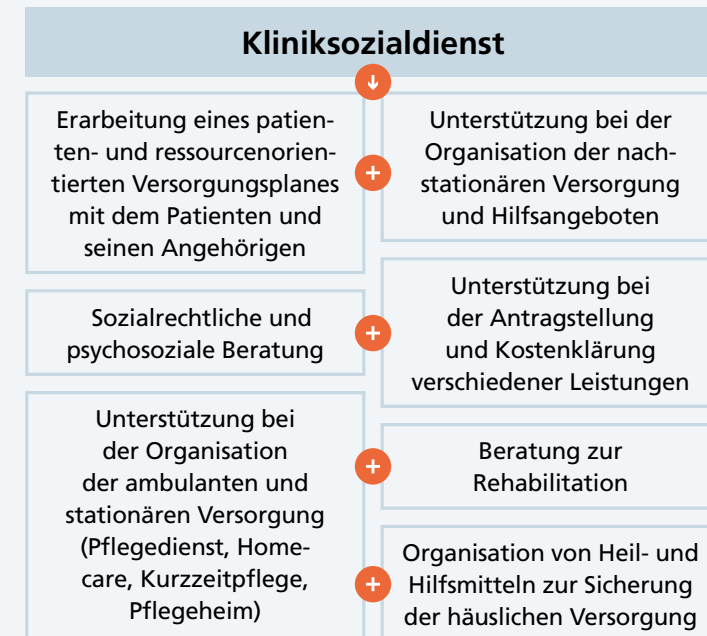 Kliniksozialdienst
Erarbeitung eines patien-
ten- und ressourcenorien-
tierten Versorgungsplanes
mit dem Patienten und
seinen Angehörigen
Unterstützung bei der
Organisation der nach-
stationären Versorgung
und Hilfsangeboten
Sozialrechtliche und
psychosoziale Beratung
Unterstützung bei
der Antragstellung
und Kostenklärung
verschiedener Leistungen
Unterstützung bei
der Organisation
der ambulanten und
stationären Versorgung
(Pflegedienst, Home-
care, Kurzzeitpflege,
Pflegeheim)
Beratung zur
Rehabilitation
Organisation von Heil- und
Hilfsmitteln zur Sicherung
der häuslichen Versorgung